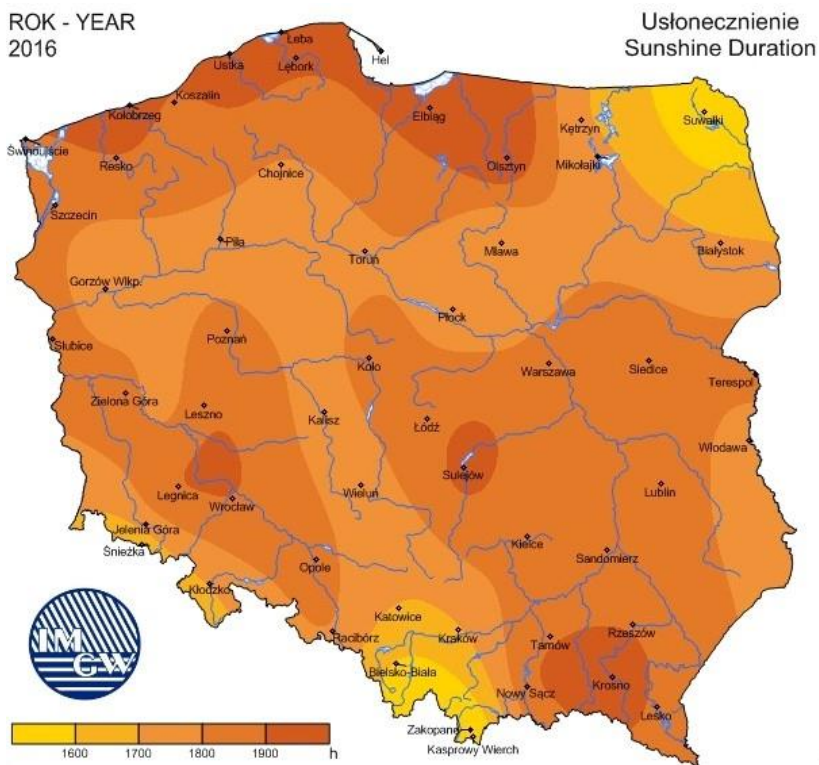 ROK - YEAR
2016
Usłonecznienie
Sunshine Duration
Łeba
Ustka
Lębork
Hel
Koszalin
Kołobrzeg
Elbląg
Kętrzyn
Suwałki
Świnoujście
Resko
Chojnice
Olsztyn
Mikołajki
Szczecin
Piła
Toruń
Mława
Białystok
Gorzów Wlkp.
Płock
Słubice
Poznań
Koło
Warszawa
Siedlce
Terespol
Zielona Góra
Leszno
Kalisz
Łódź
Włodawa
Sulejów
Legnica
Wrocław
Wieluń
Lublin
Jelenia Góra
Śnieżka
Kielce
Sandomierz
Opole
Kłodzko
Katowice
Racibórz
Kraków
Tarnów
Rzeszów
Bielsko-Biała
Nowy Sącz
Krosno
Lesko
Zakopane
Kasprowy Wierch
IM
GW
1600 1700 1800 1900 h